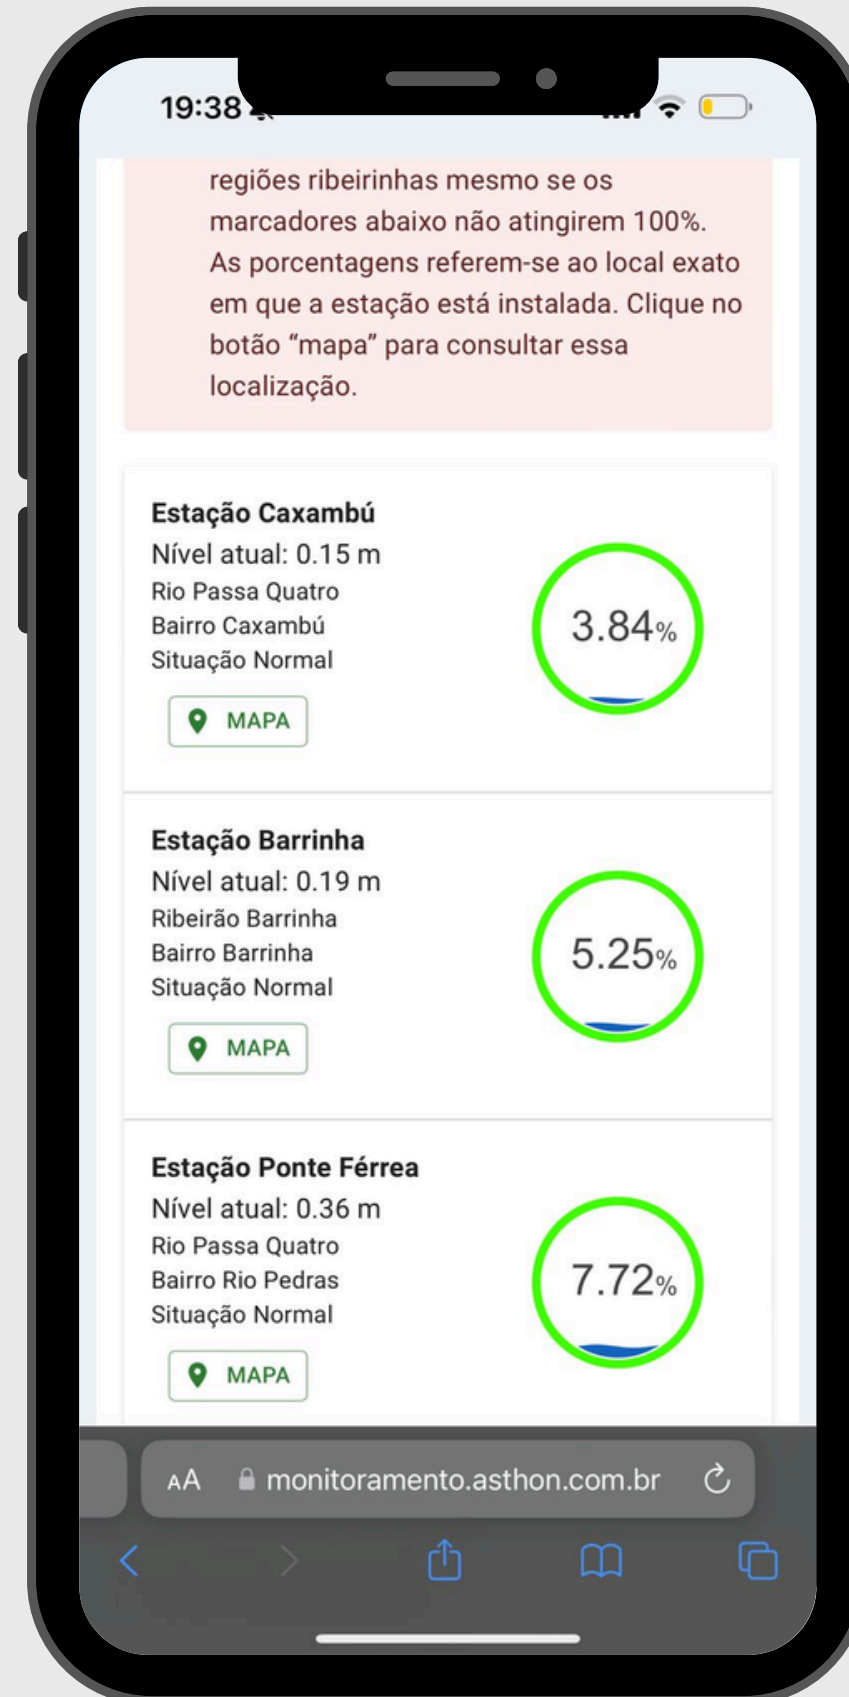 19:38
regiões ribeirinhas mesmo se os
marcadores abaixo não atingirem 100%.
As porcentagens referem-se ao local exato
em que a estação está instalada. Clique no
botão “mapa” para consultar essa
localização.
Estação Caxambú
Nível atual: 0.15 m
Rio Passa Quatro
Bairro Caxambú
Situação Normal
3.84%
MAPA
Estação Barrinha
Nível atual: 0.19 m
Ribeirão Barrinha
Bairro Barrinha
Situação Normal
5.25%
MAPA
Estação Ponte Férrea
Nível atual: 0.36 m
Rio Passa Quatro
Bairro Rio Pedras
Situação Normal
7.72%
MAPA
AA monitoramento.asthon.com.br